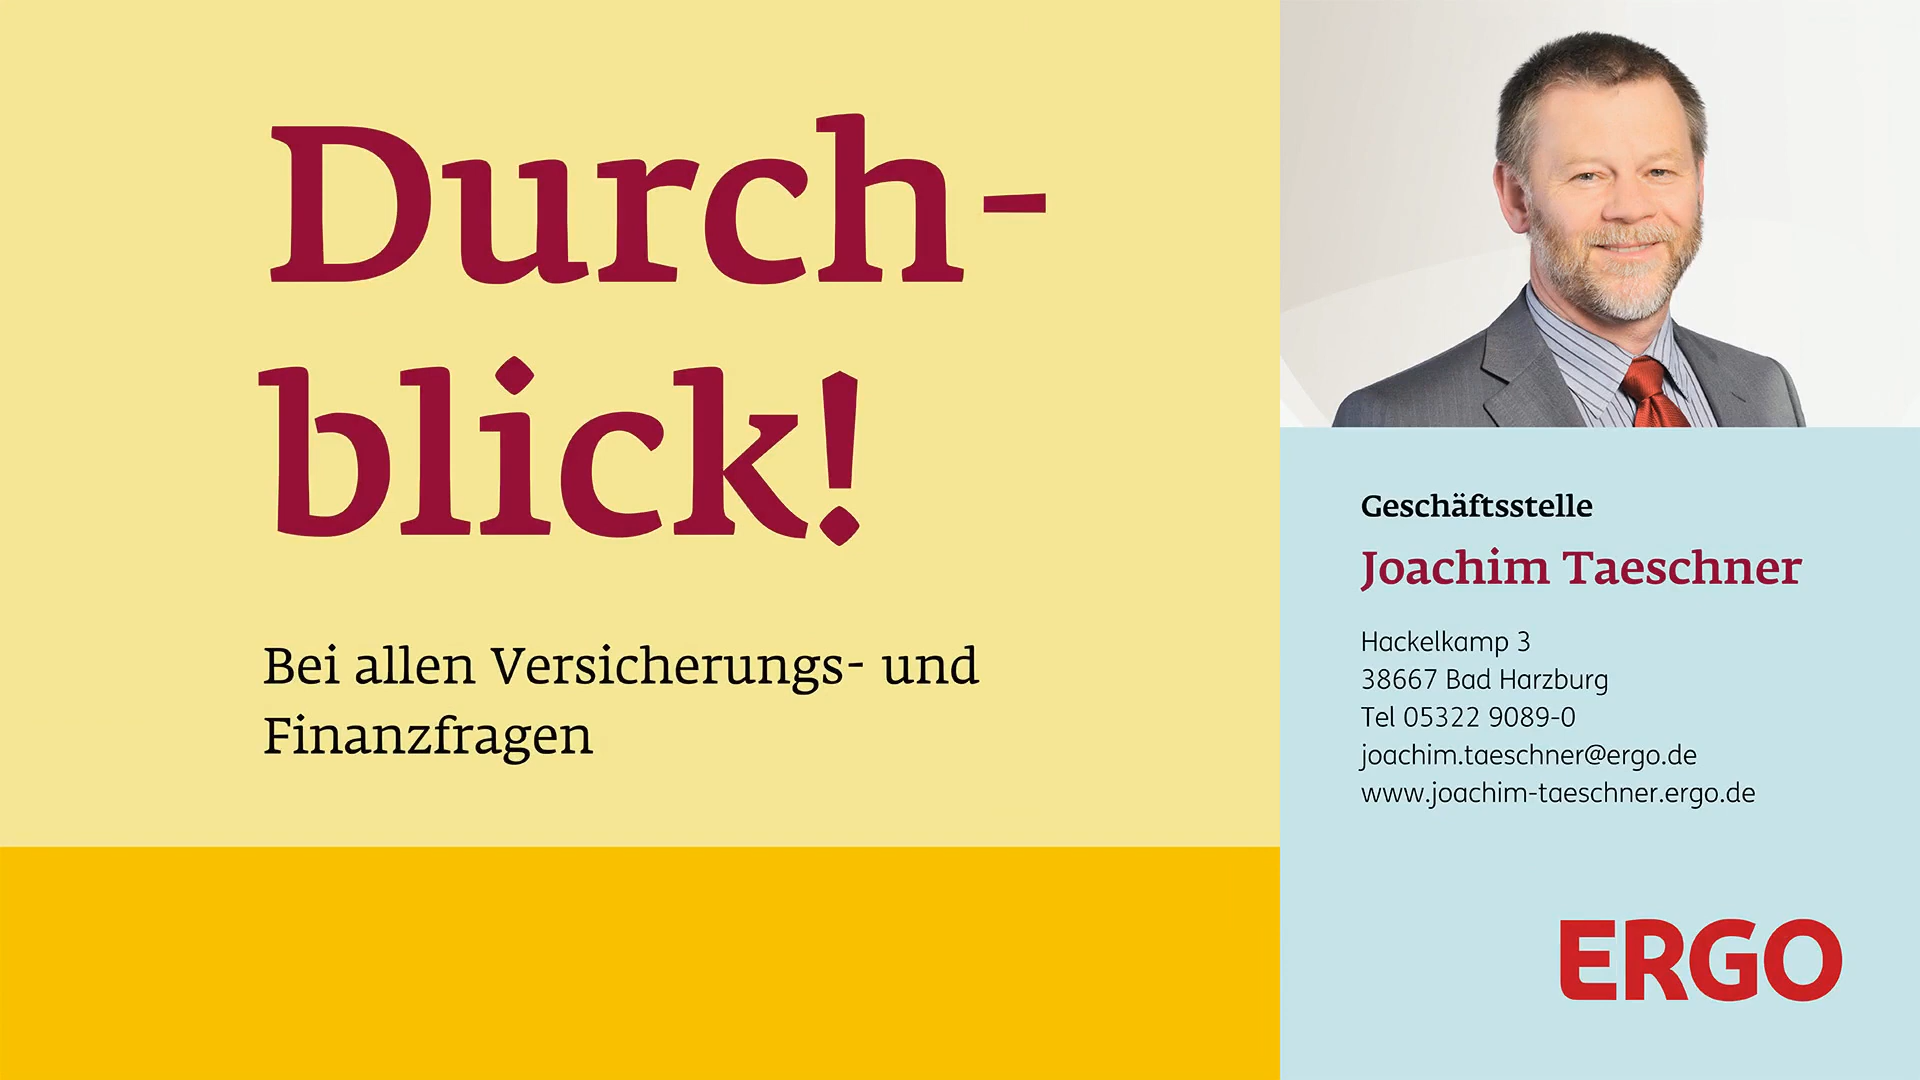 Durch-
blick!
Bei allen Versicherungs- und
Finanzfragen
Geschäftsstelle
Joachim Taeschner
Hackelkamp 3
38667 Bad Harzburg
Tel 05322 9089-0
joachim.taeschner@ergo.de
www.joachim-taeschner.ergo.de
ERGO